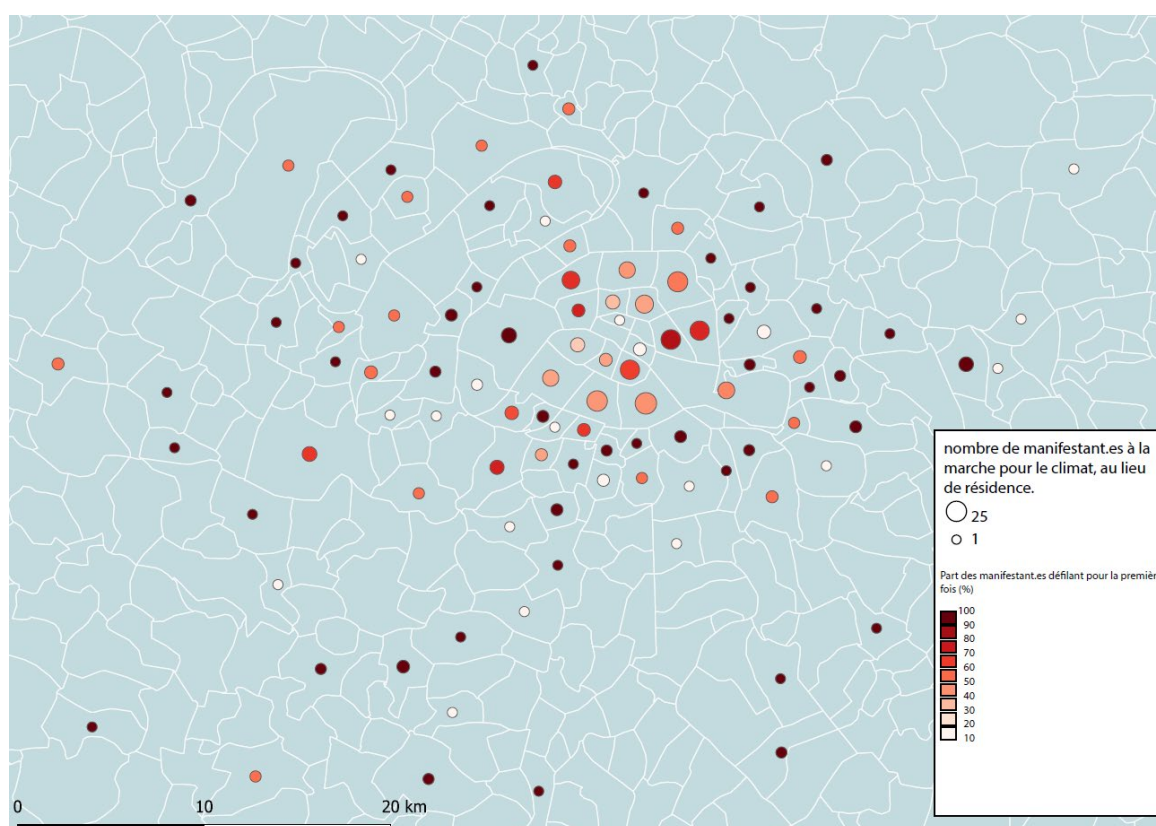 nombre de manifestant.es à la
marche pour le climat, au lieu
de résidence.
25
1
Part des manifestant.es défilant pour la premièr
fois (%)
100
90
80
70
60
50
40
30
20
10
0 10 20 km